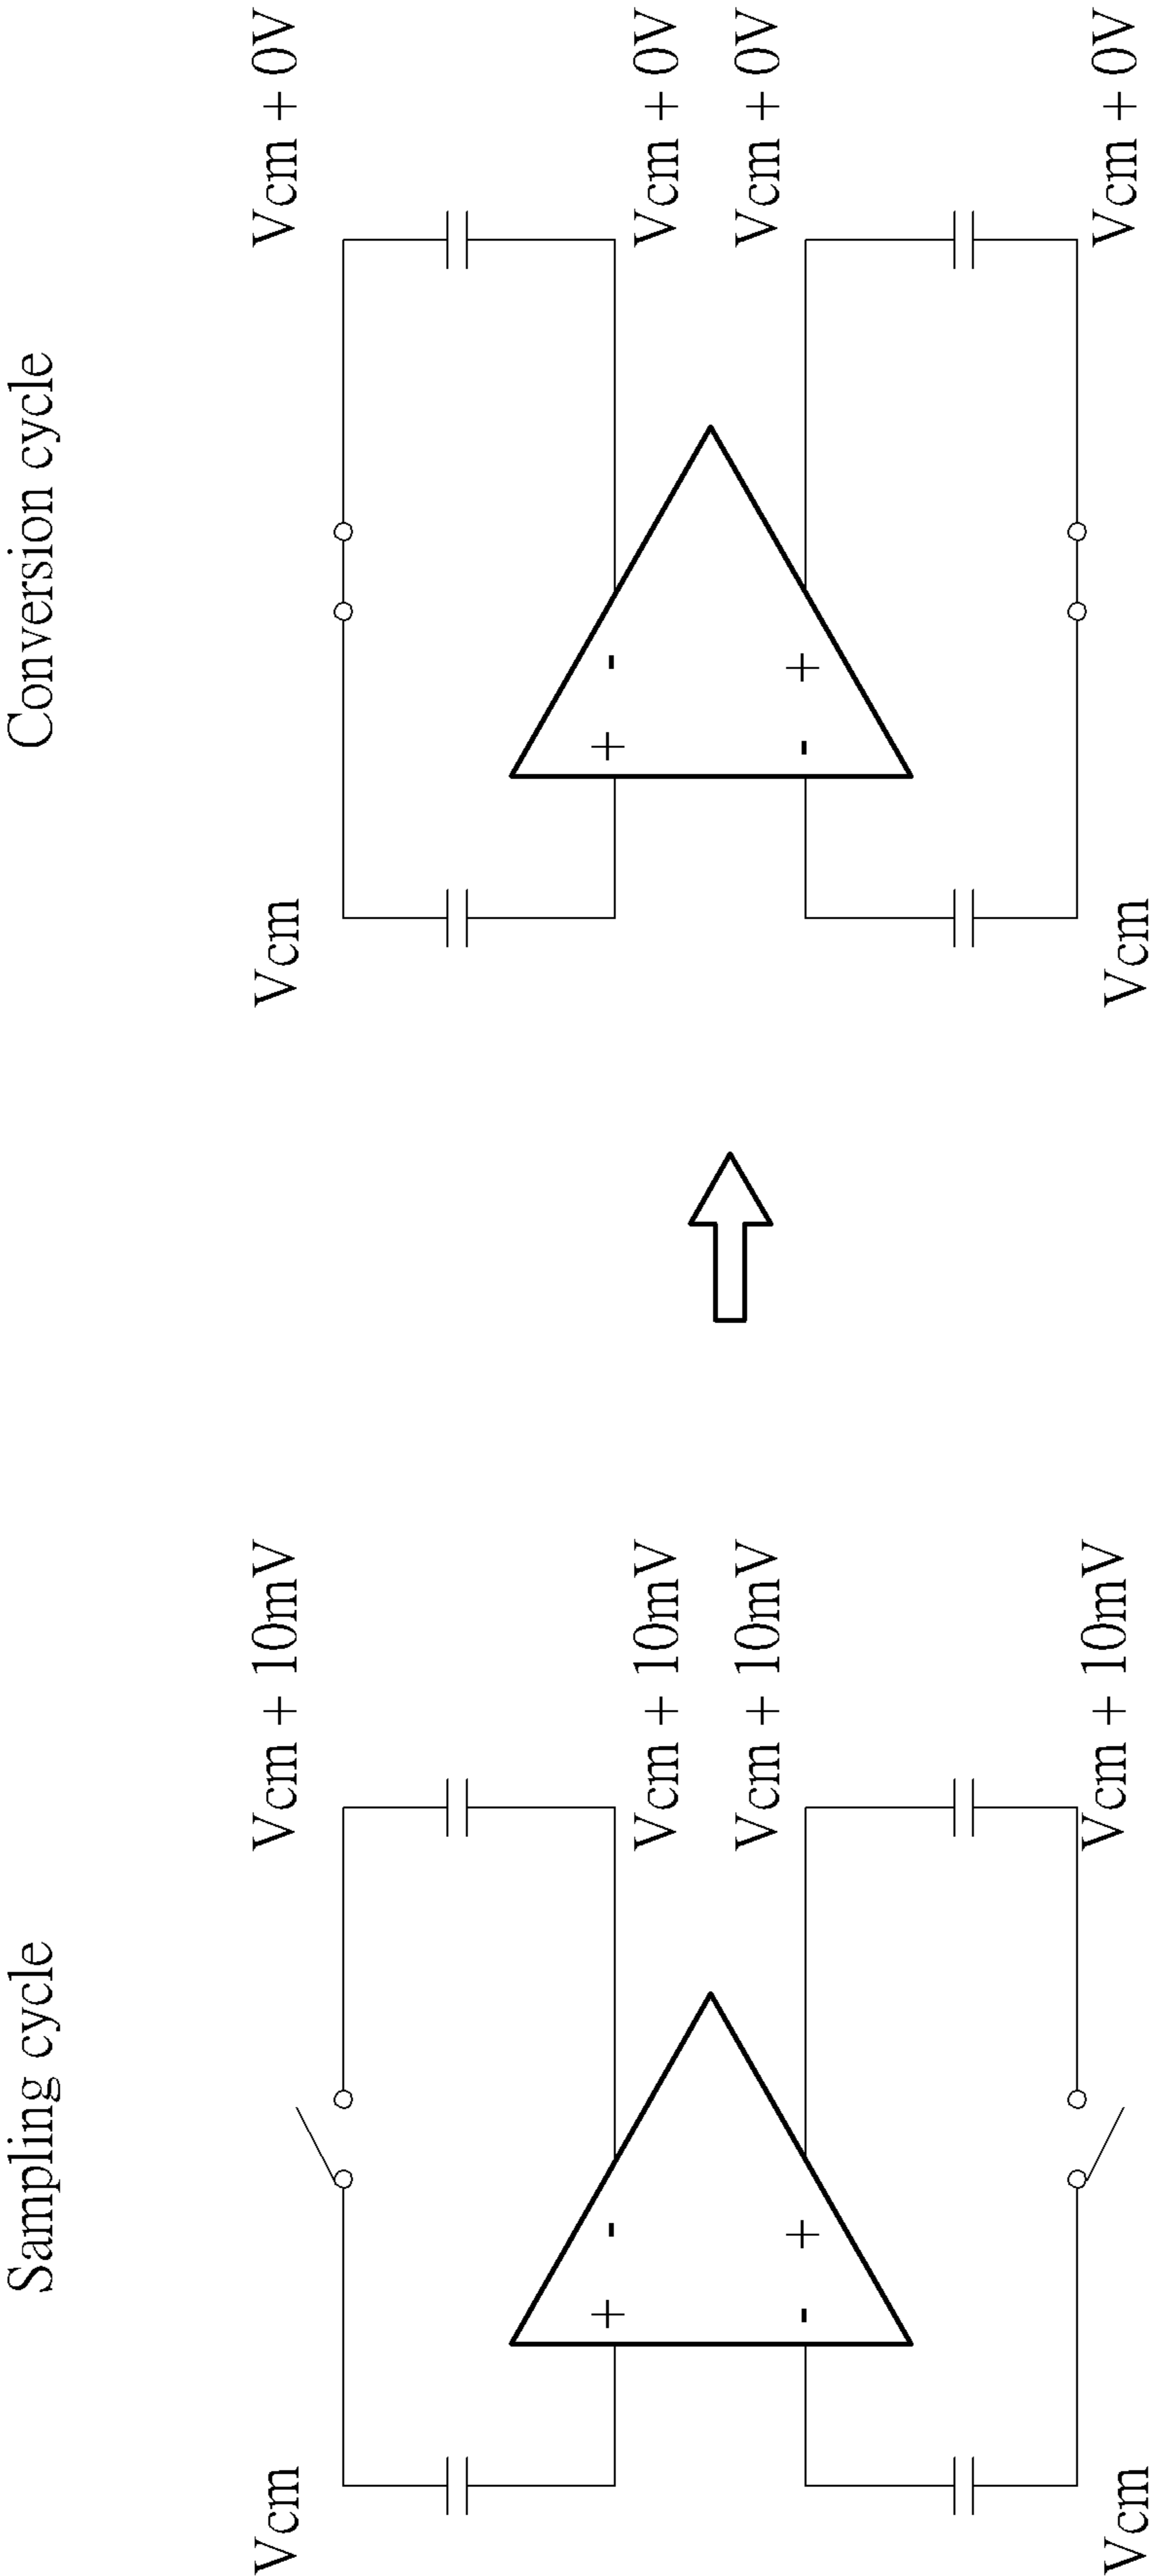 Sampling cycle
Vcm
Vcm + 10mV
+ -
Vcm + 10mV
Vcm + 10mV
- +
Vcm
Vcm + 10mV
Conversion cycle
Vcm
Vcm + 0V
+ -
Vcm + 0V
Vcm + 0V
- +
Vcm
Vcm + 0V